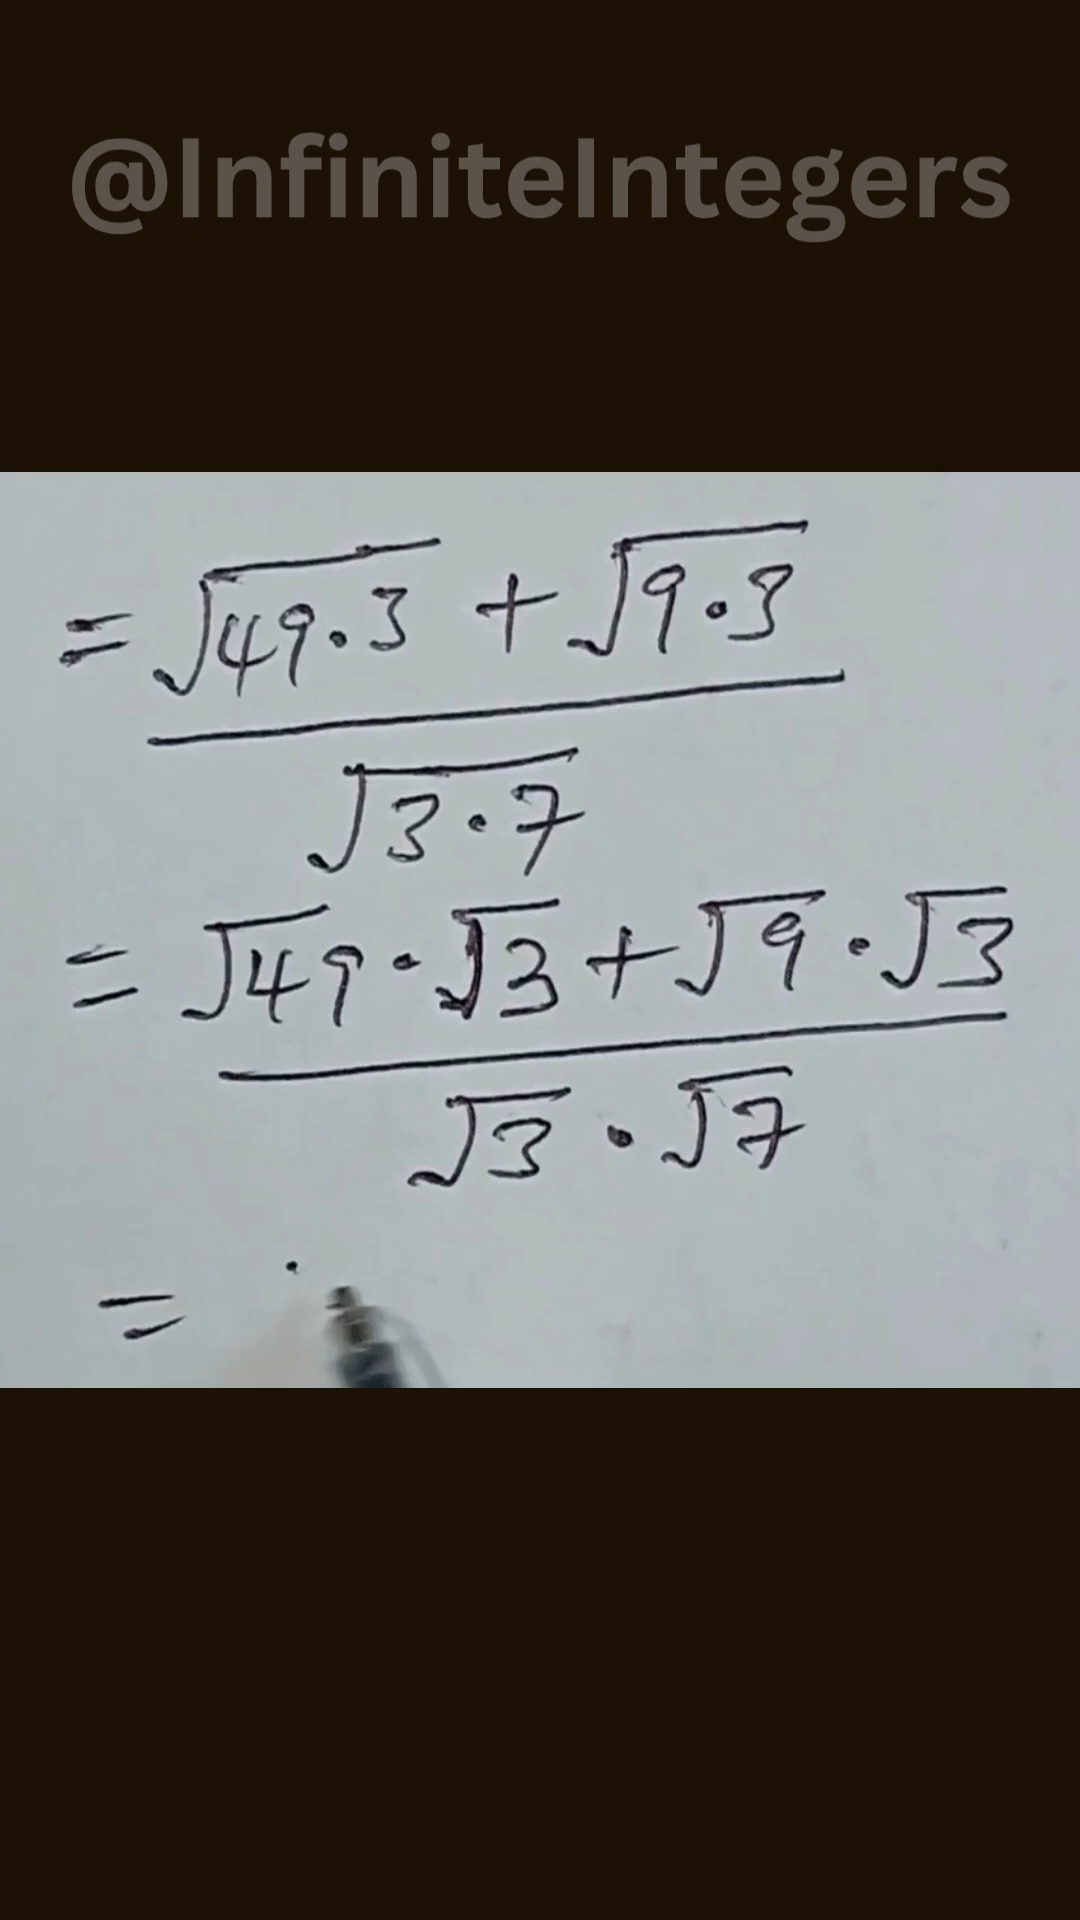 @InfiniteIntegers
= √49·3 + √9·3
√3·7
= √49·√3 + √9·√3
√3·√7
=